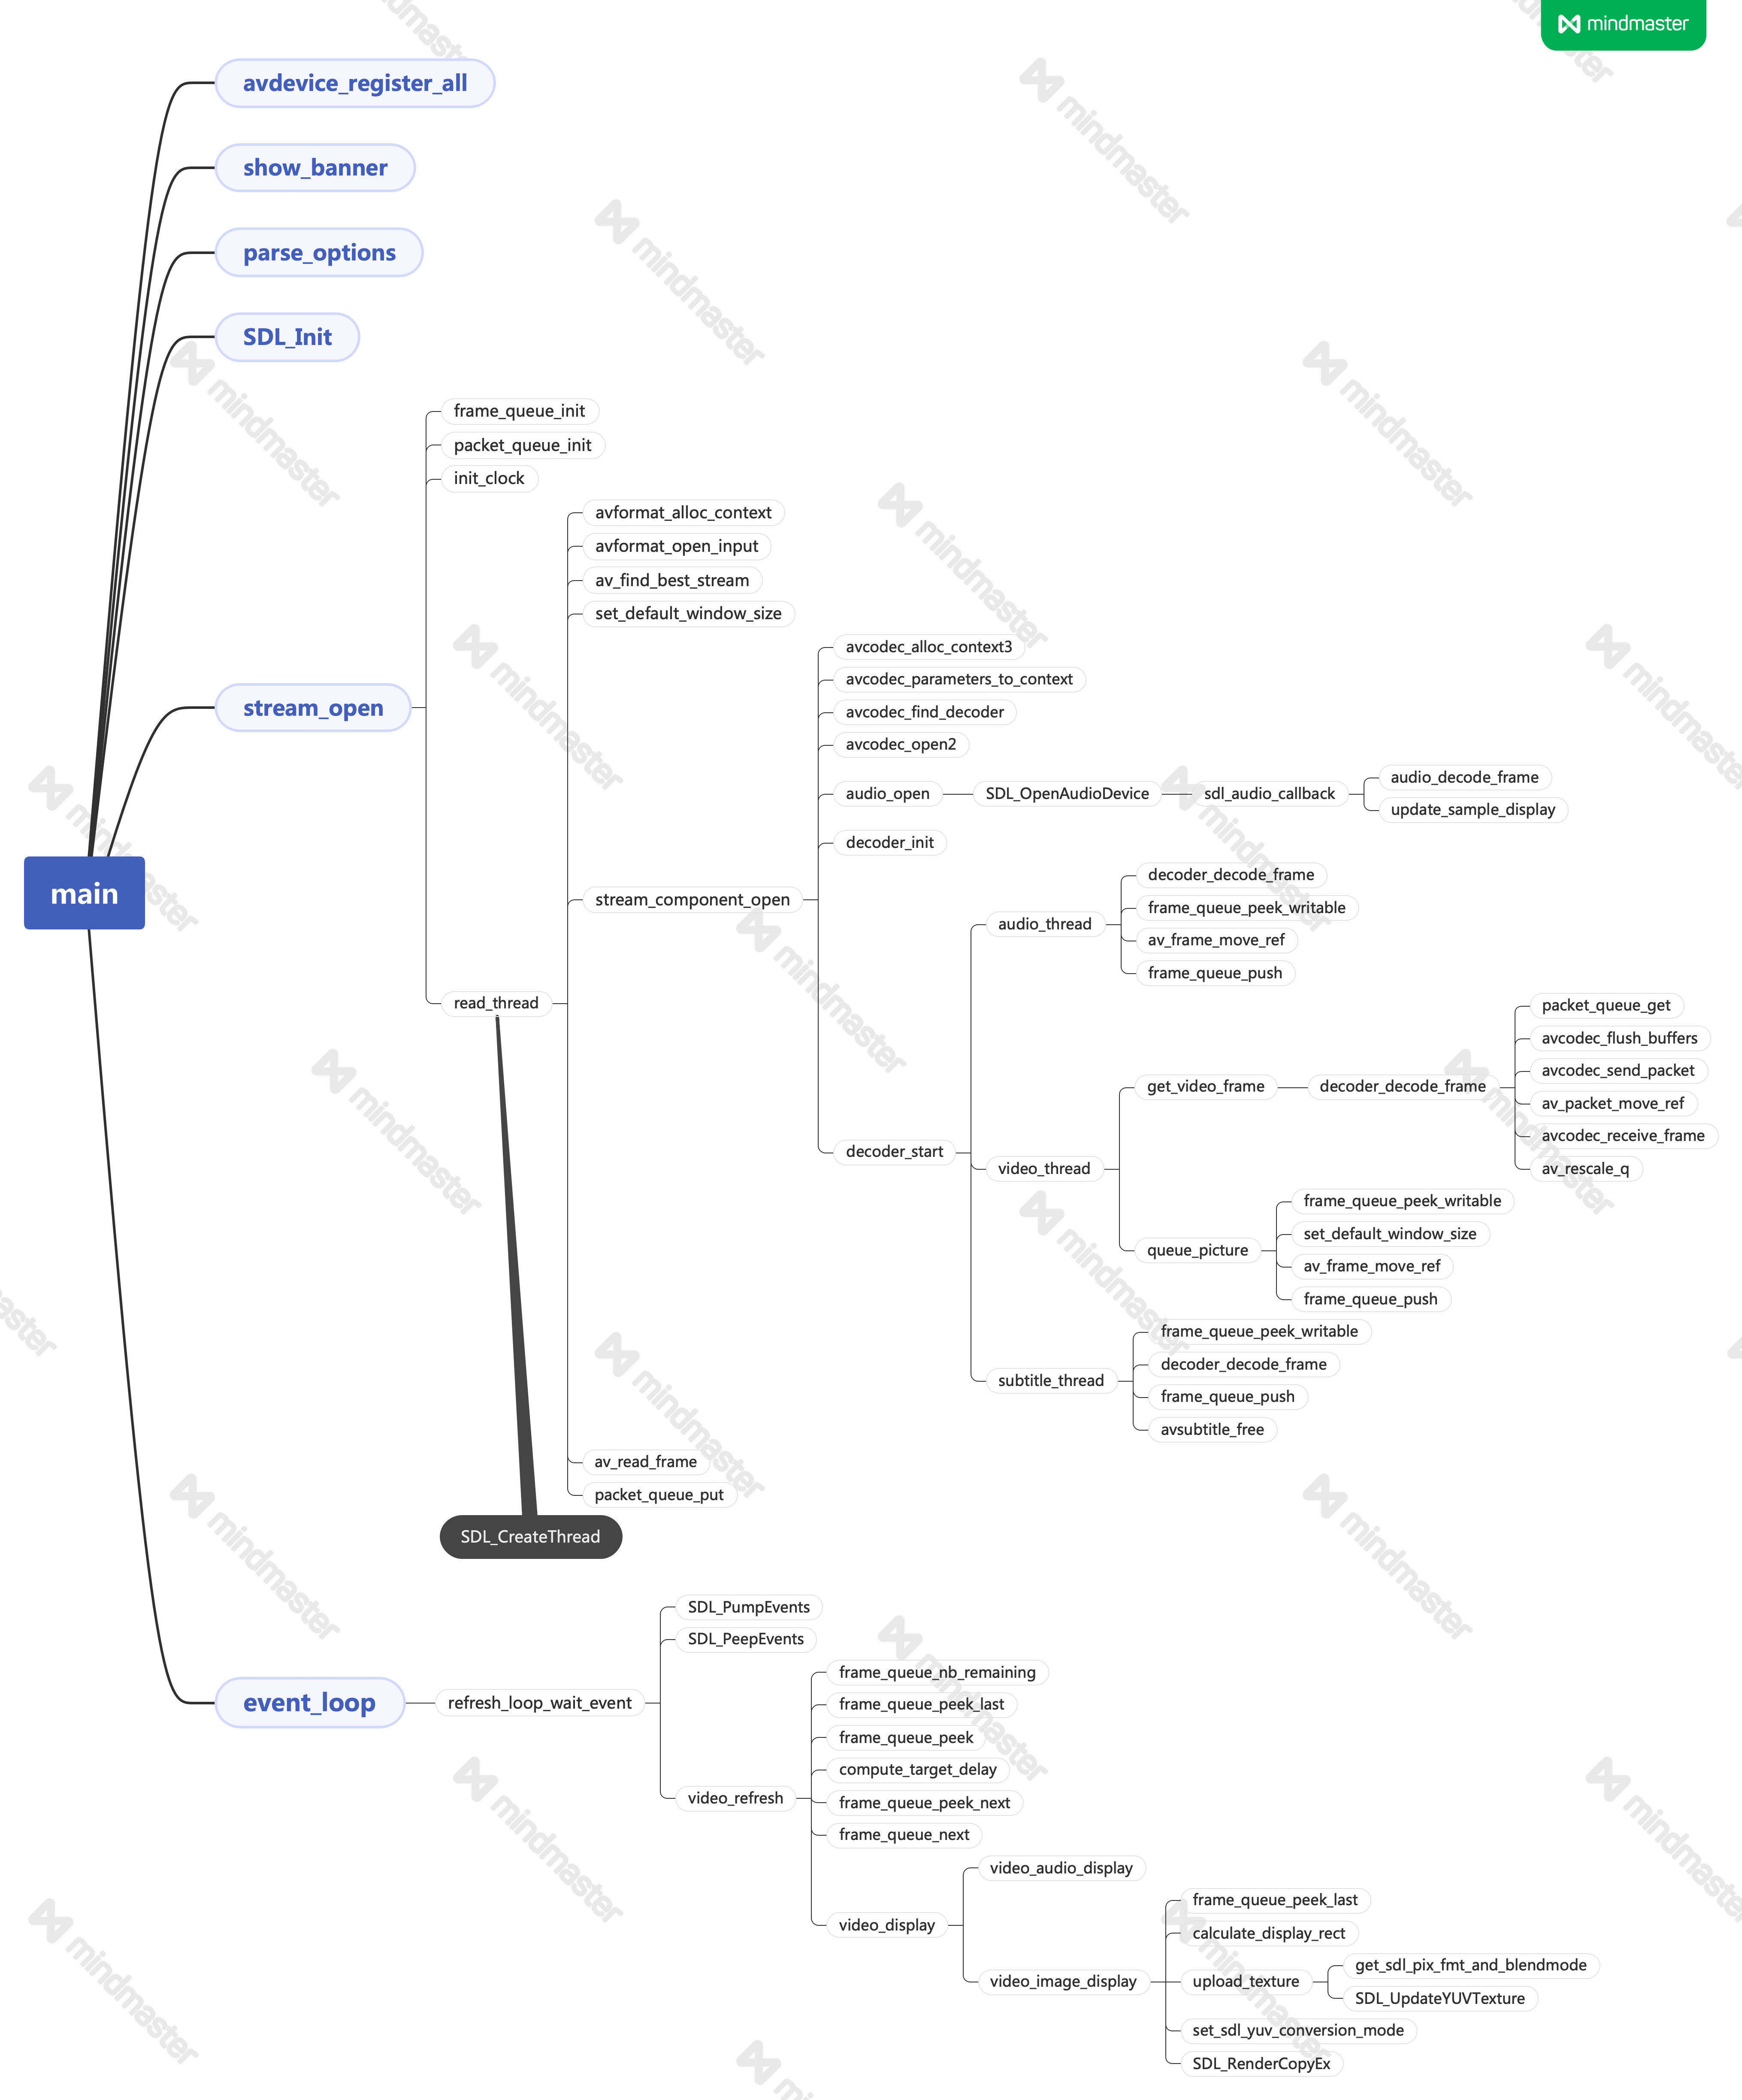 mindmaster
avdevice_register_all
show_banner
parse_options
SDL_Init
frame_queue_init
packet_queue_init
init_clock
avformat_alloc_context
avformat_open_input
av_find_best_stream
set_default_window_size
avcodec_alloc_context3
avcodec_parameters_to_context
avcodec_find_decoder
stream_open
avcodec_open2
audio_open
SDL_OpenAudioDevice
sdl_audio_callback
audio_decode_frame
update_sample_display
decoder_init
main
stream_component_open
decoder_decode_frame
audio_thread
frame_queue_peek_writable
av_frame_move_ref
frame_queue_push
read_thread
packet_queue_get
avcodec_flush_buffers
get_video_frame
decoder_decode_frame
avcodec_send_packet
av_packet_move_ref
avcodec_receive_frame
decoder_start
video_thread
av_rescale_q
frame_queue_peek_writable
set_default_window_size
queue_picture
av_frame_move_ref
frame_queue_push
frame_queue_peek_writable
decoder_decode_frame
subtitle_thread
frame_queue_push
avsubtitle_free
av_read_frame
packet_queue_put
SDL_CreateThread
SDL_PumpEvents
SDL_PeepEvents
event_loop
refresh_loop_wait_event
frame_queue_nb_remaining
frame_queue_peek_last
frame_queue_peek
compute_target_delay
video_refresh
frame_queue_peek_next
frame_queue_next
video_audio_display
video_display
frame_queue_peek_last
calculate_display_rect
video_image_display
upload_texture
get_sdl_pix_fmt_and_blendmode
SDL_UpdateYUVTexture
set_sdl_yuv_conversion_mode
SDL_RenderCopyEx